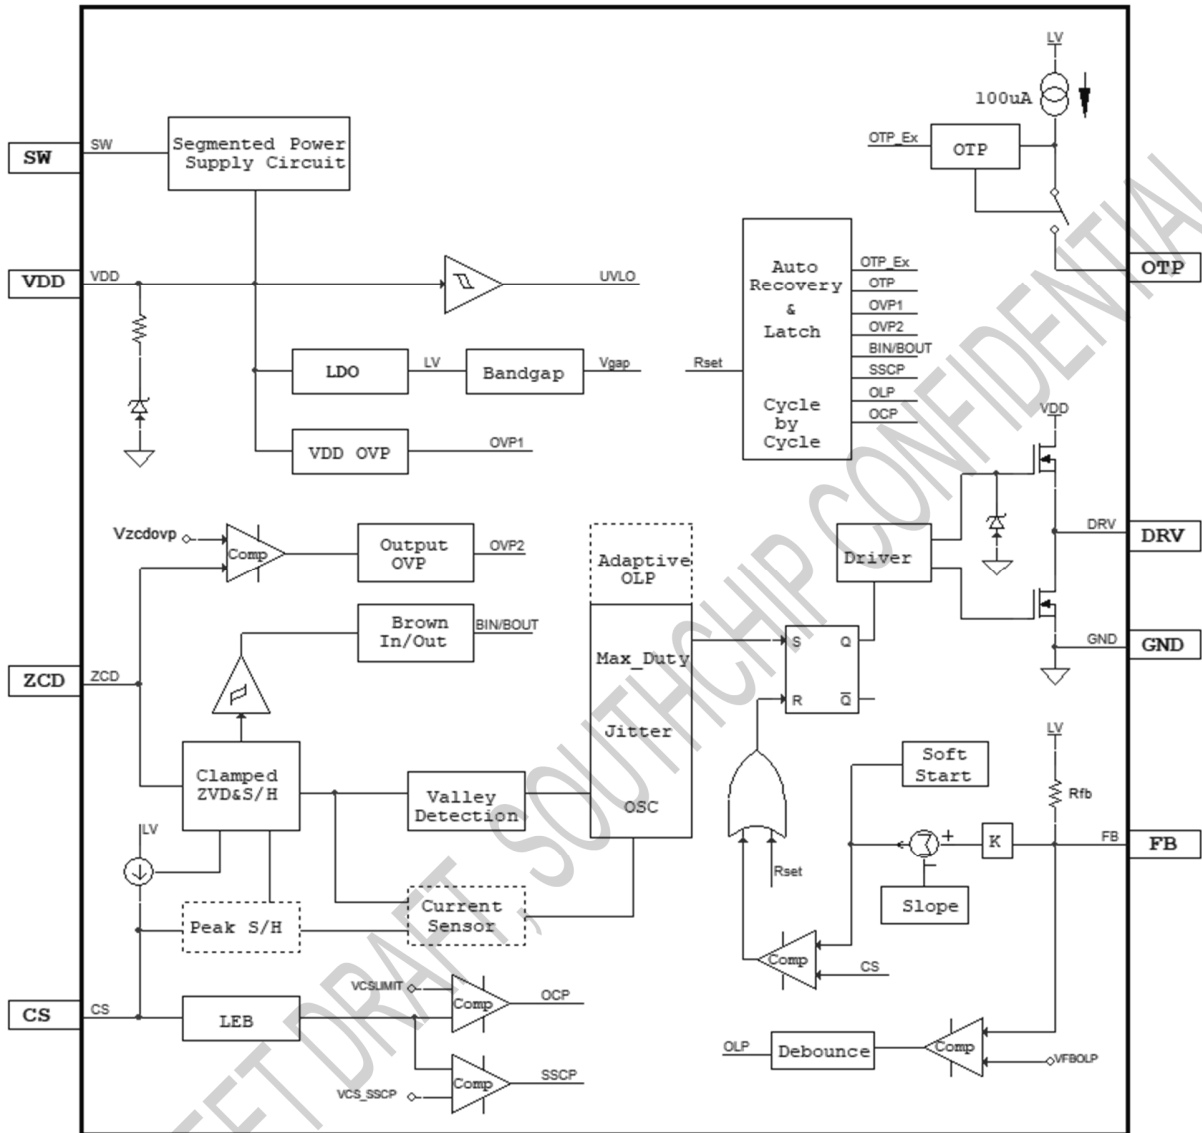 LV
100uA
OTP_Ex
OTP
SW
SW
Segmented Power
Supply Circuit
VDD
VDD
UVLO
OTP
Auto
Recovery
&
Latch
Cycle
by
Cycle
OTP_Ex
OTP
OVP1
OVP2
BIN/BOUT
SSCP
OLP
OCP
Rset
LDO
LV
Bandgap
Vgap
VDD OVP
OVP1
VDD
Vzcdovp
Comp
Output
OVP
OVP2
Adaptive
OLP
Driver
DRV
DRV
Brown
In/Out
BIN/BOUT
ZCD
ZCD
Max_Duty
Jitter
OSC
S
Q
R
Q
GND
GND
Clamped
ZVD&S/H
Valley
Detection
LV
Peak S/H
Current
Sensor
Soft
Start
LV
Rfb
+
K
FB
FB
Slope
Rset
Comp
CS
CS
CS
LEB
VCSLIMIT
Comp
OCP
VCS_SSCP
Comp
SSCP
OLP
Debounce
Comp
VFBOLP
EET DRAFT, SOUTHCHIP CONFIDENTIAL